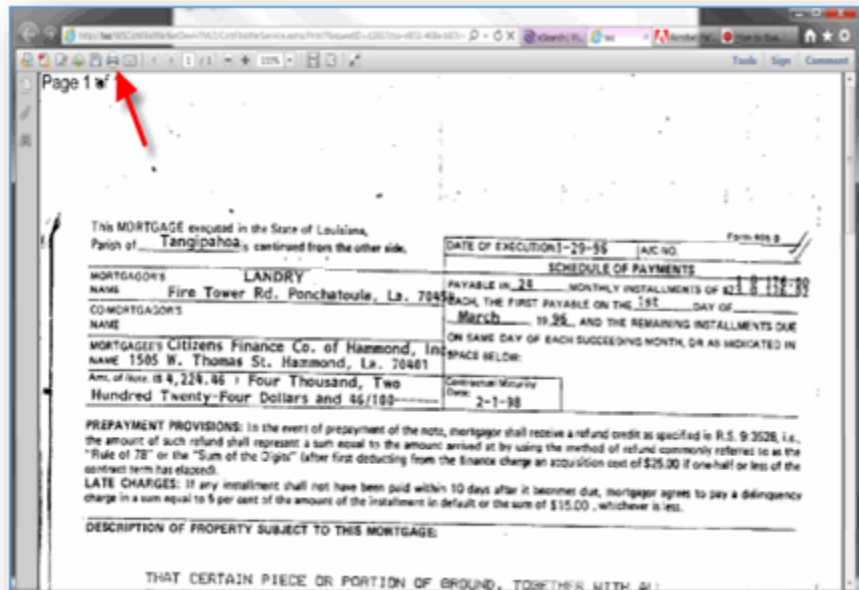 Tools Sign Comment
Page 1 of 1
This MORTGAGE executed in the State of Louisiana,
Parish of Tangipahoa is continued from the other side.
DATE OF EXECUTION 1-29-96 A/C NO.
SCHEDULE OF PAYMENTS
MORTGAGOR'S LANDRY
NAME Fire Tower Rd. Ponchatoula, La.
PAYABLE IN 24 MONTHLY INSTALLMENTS OF
EACH, THE FIRST PAYABLE ON THE 1st DAY OF
CO-MORTGAGOR'S
NAME
March 19 96 AND THE REMAINING INSTALLMENTS DUE
ON SAME DAY OF EACH SUCCEEDING MONTH, OR AS INDICATED IN
SPACE BELOW:
MORTGAGEE'S Citizens Finance Co. of Hammond, Inc
NAME 1505 W. Thomas St. Hammond, La. 70401
Amt. of Note. ($ 4,224.46 ) Four Thousand, Two
Hundred Twenty-Four Dollars and 46/100
Contractual Maturity
Date: 2-1-98
PREPAYMENT PROVISIONS: In the event of prepayment of the note, mortgagor shall receive a refund credit as specified in R.S. 9:3528, i.e.,
the amount of such refund shall represent a sum equal to the amount arrived at by using the method of refund commonly referred to as the
"Rule of 78" or the "Sum of the Digits" (after first deducting from the finance charge an acquisition cost of $25.00 if one-half or less of the
contract term has elapsed).
LATE CHARGES: If any installment shall not have been paid within 10 days after it becomes due, mortgagor agrees to pay a delinquency
charge in a sum equal to 5 per cent of the amount of the installment in default or the sum of $15.00 , whichever is less.
DESCRIPTION OF PROPERTY SUBJECT TO THIS MORTGAGE:
THAT CERTAIN PIECE OR PORTION OF GROUND, TOGETHER WITH ALL